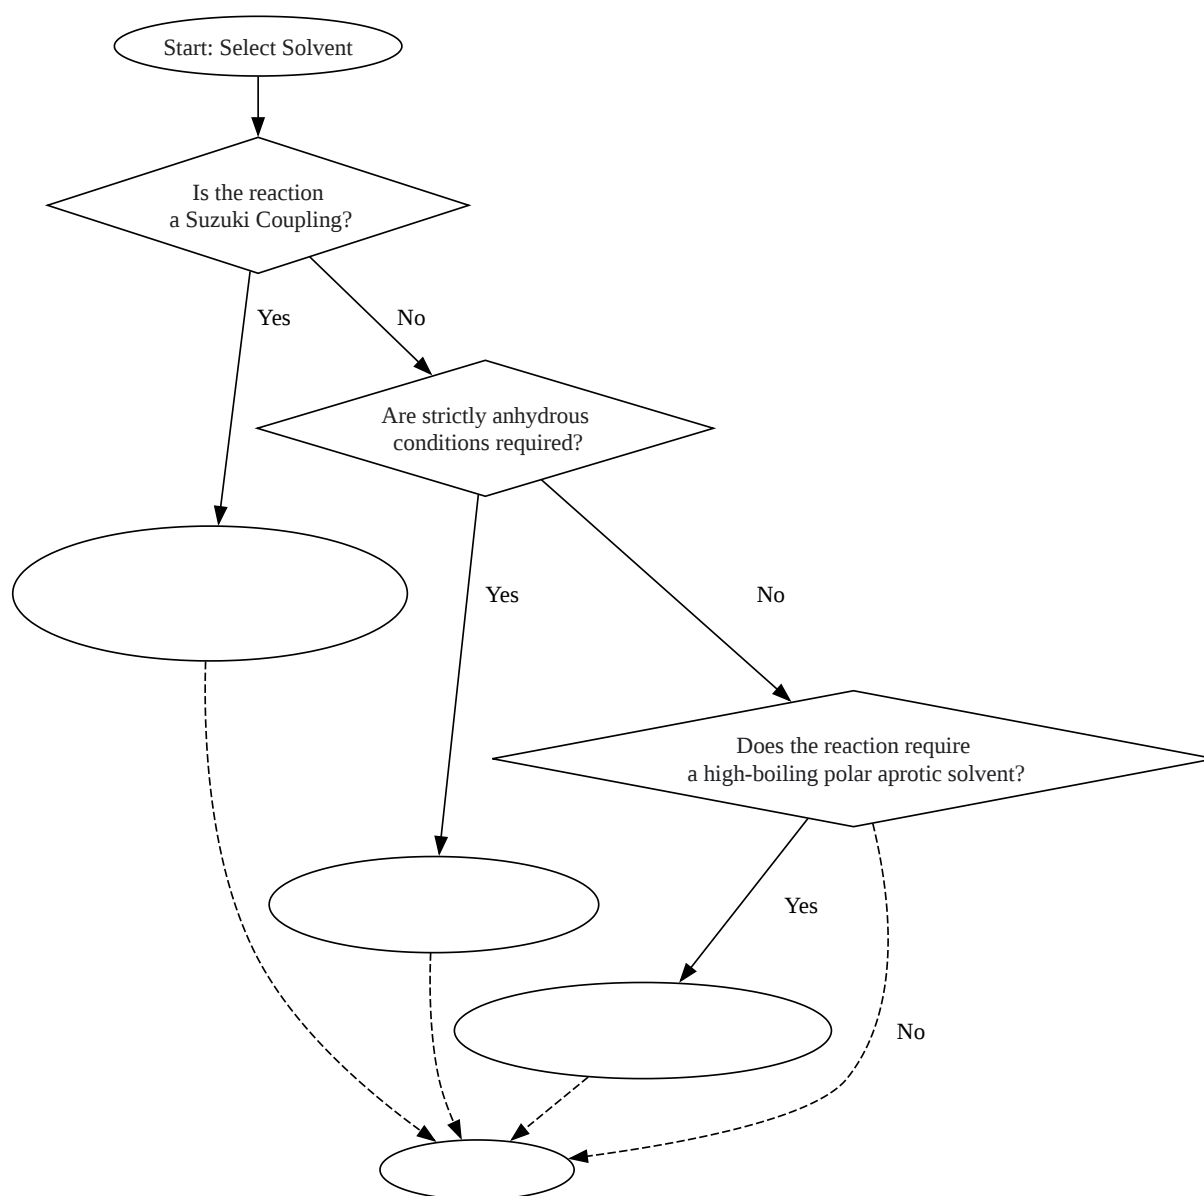 Start: Select Solvent
Is the reaction
a Suzuki Coupling?
Yes
No
Are strictly anhydrous
conditions required?
Yes
No
Does the reaction require
a high-boiling polar aprotic solvent?
Yes
No